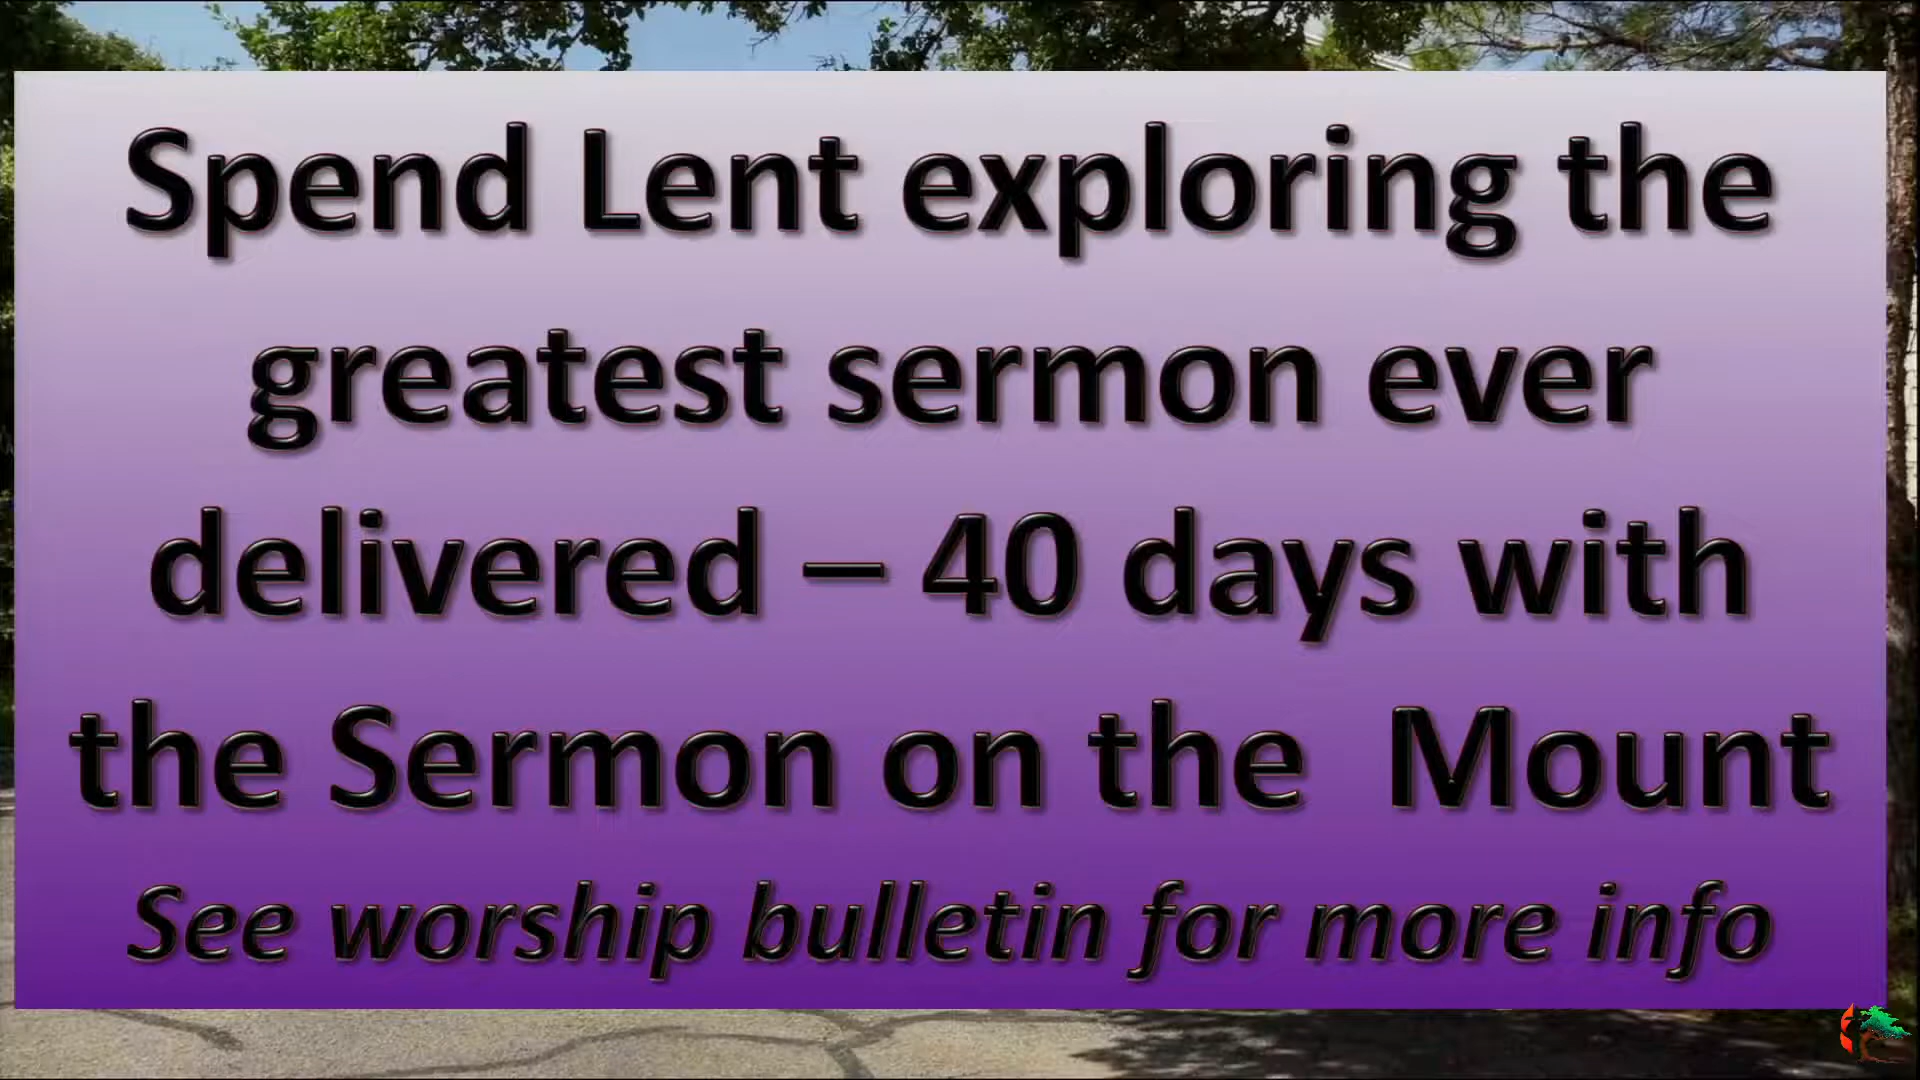 Spend Lent exploring the
greatest sermon ever
delivered – 40 days with
the Sermon on the  Mount
See worship bulletin for more info